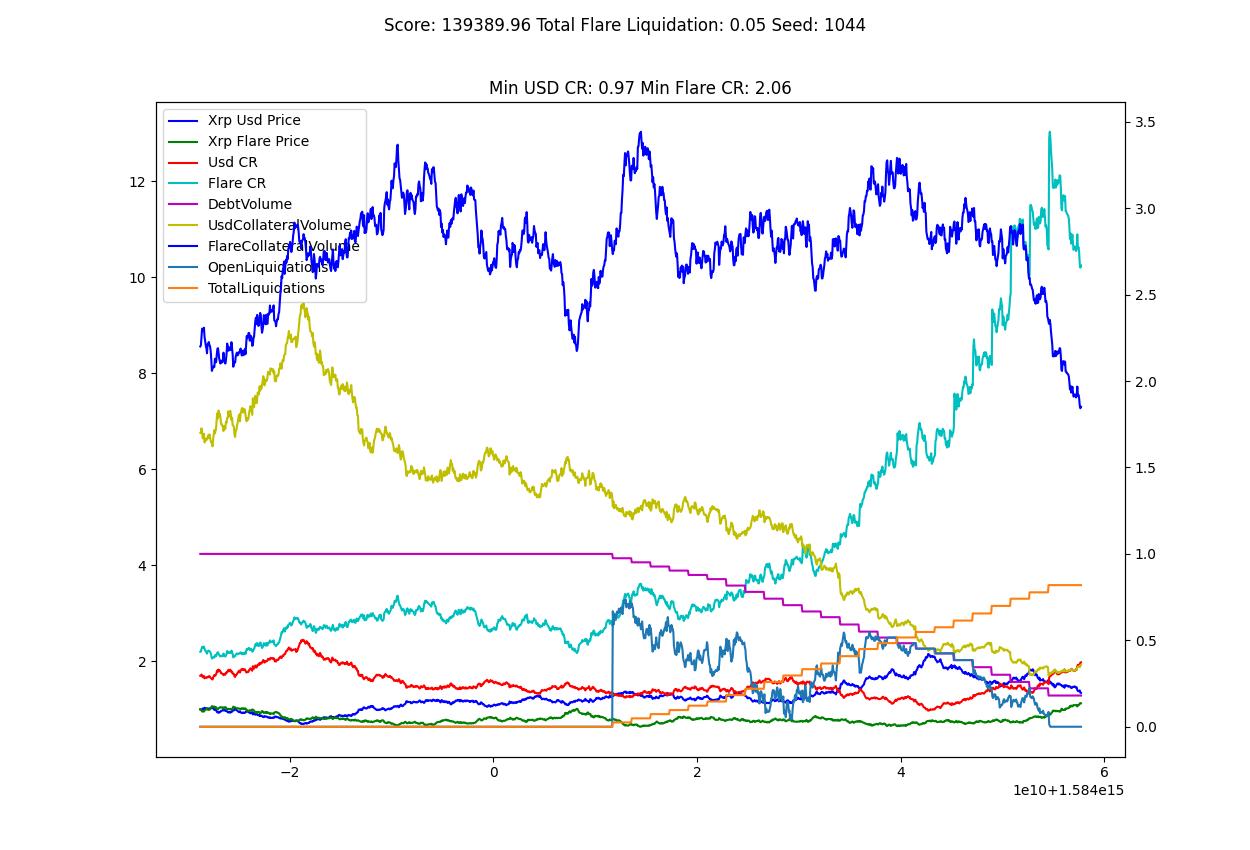 Score: 139389.96 Total Flare Liquidation: 0.05 Seed: 1044
Min USD CR: 0.97 Min Flare CR: 2.06
Xrp Usd Price
Xrp Flare Price
Usd CR
Flare CR
DebtVolume
UsdCollateralVolume
FlareCollateralVolume
OpenLiquidations
TotalLiquidations
12
10
8
6
4
2
3.5
3.0
2.5
2.0
1.5
1.0
0.5
0.0
−2
0
2
4
6
1e10+1.584e15